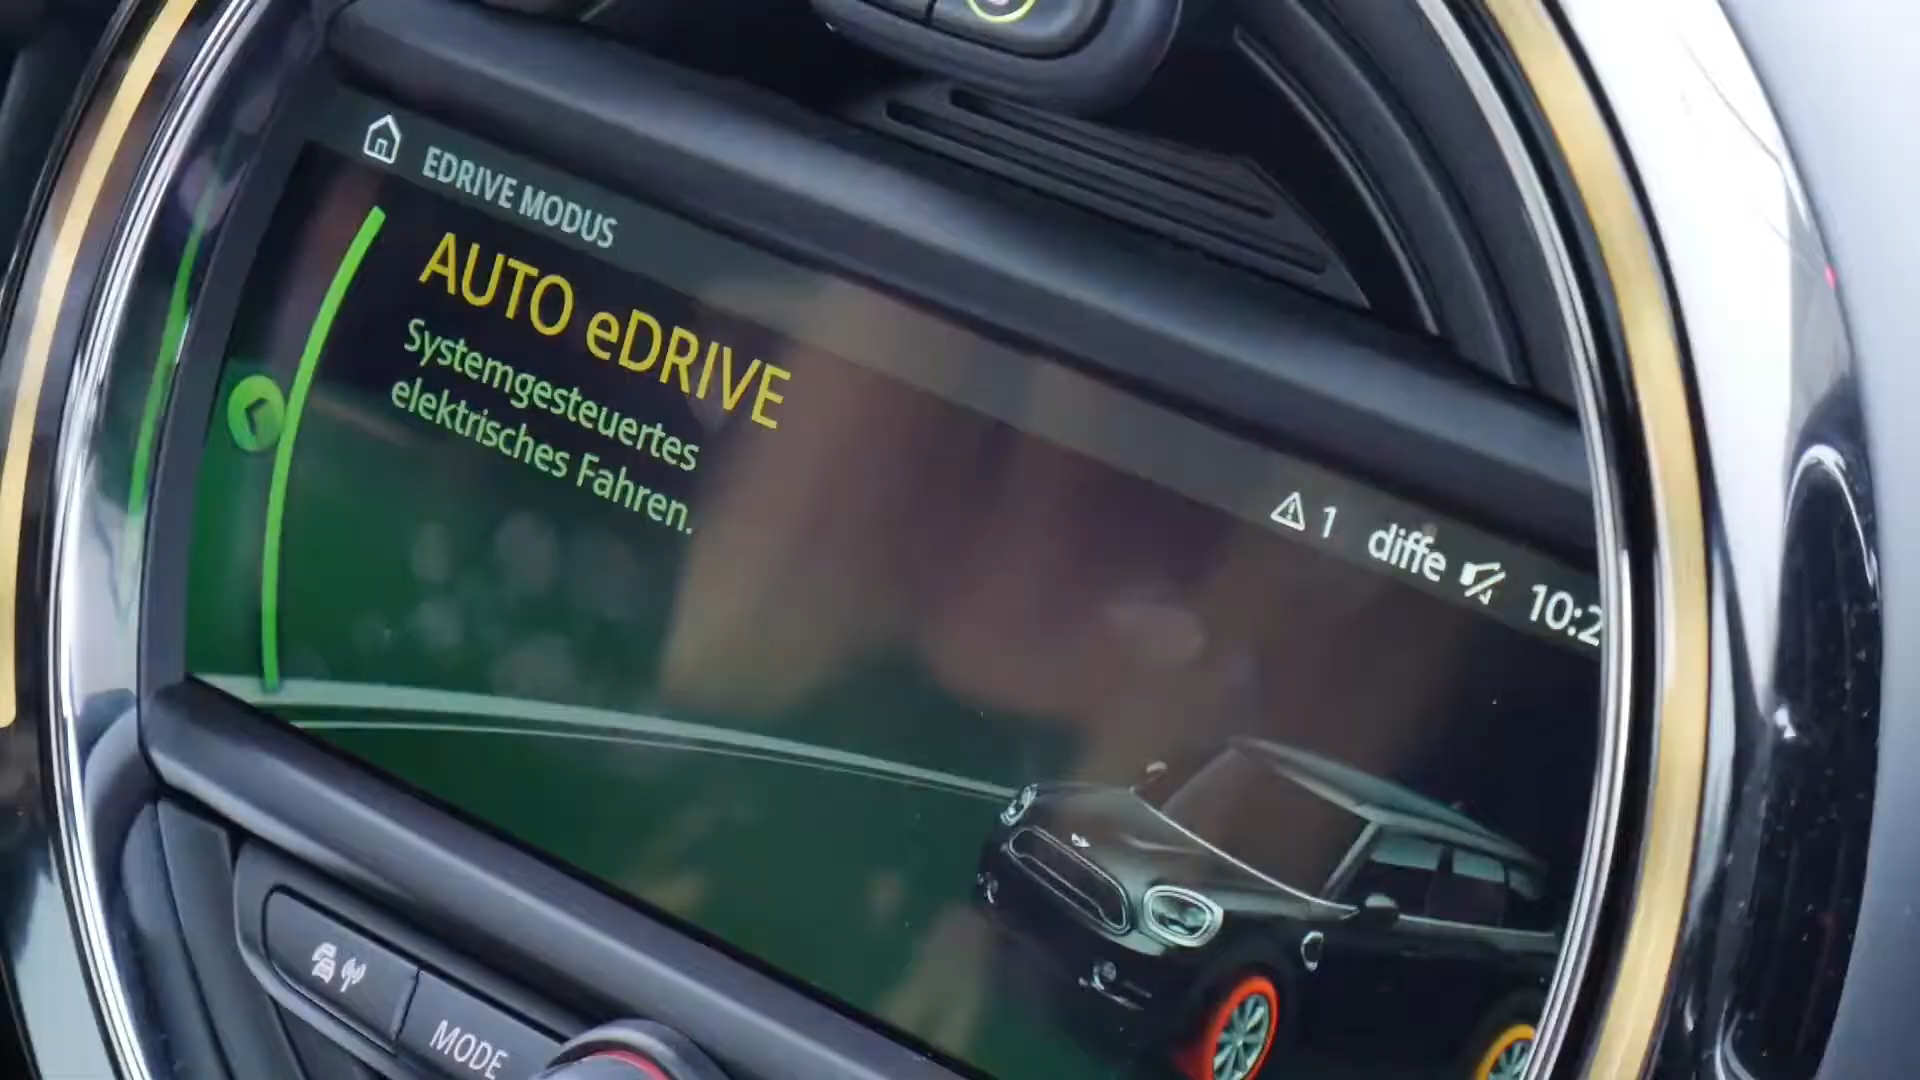 EDRIVE MODUS
AUTO eDRIVE
Systemgesteuertes
elektrisches Fahren.
1 diffe 10:2
MODE